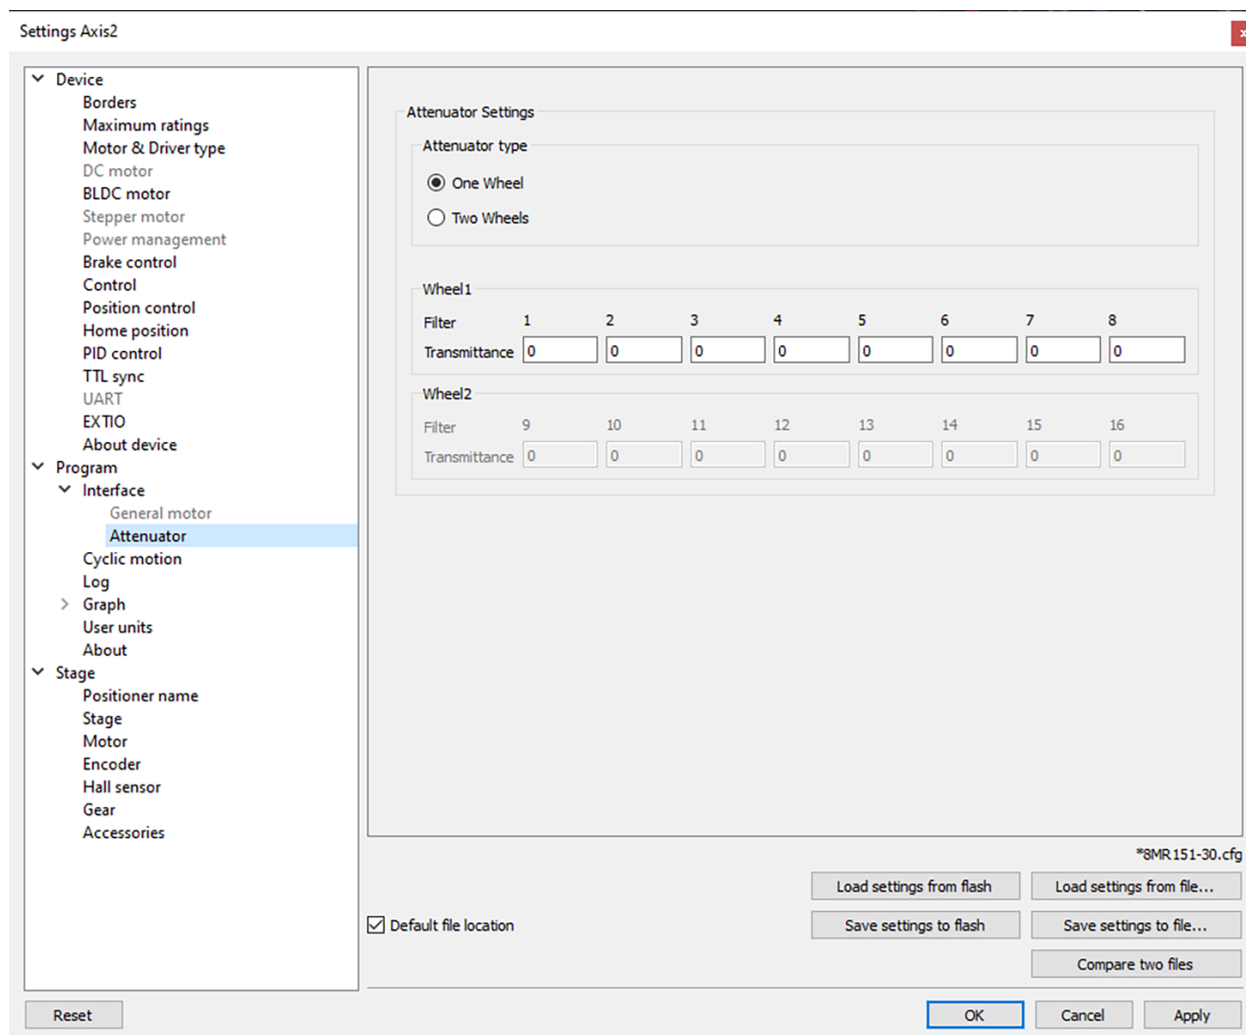 Settings Axis2
x
Device
Borders
Maximum ratings
Motor & Driver type
DC motor
BLDC motor
Stepper motor
Power management
Brake control
Control
Position control
Home position
PID control
TTL sync
UART
EXTIO
About device
Program
Interface
General motor
Attenuator
Cyclic motion
Log
Graph
User units
About
Stage
Positioner name
Stage
Motor
Encoder
Hall sensor
Gear
Accessories
Attenuator Settings
Attenuator type
One Wheel
Two Wheels
Wheel1
Filter 1 2 3 4 5 6 7 8
Transmittance 0 0 0 0 0 0 0 0
Wheel2
Filter 9 10 11 12 13 14 15 16
Transmittance 0 0 0 0 0 0 0 0
*8MR151-30.cfg
Load settings from flash Load settings from file...
Default file location Save settings to flash Save settings to file...
Compare two files
Reset OK Cancel Apply